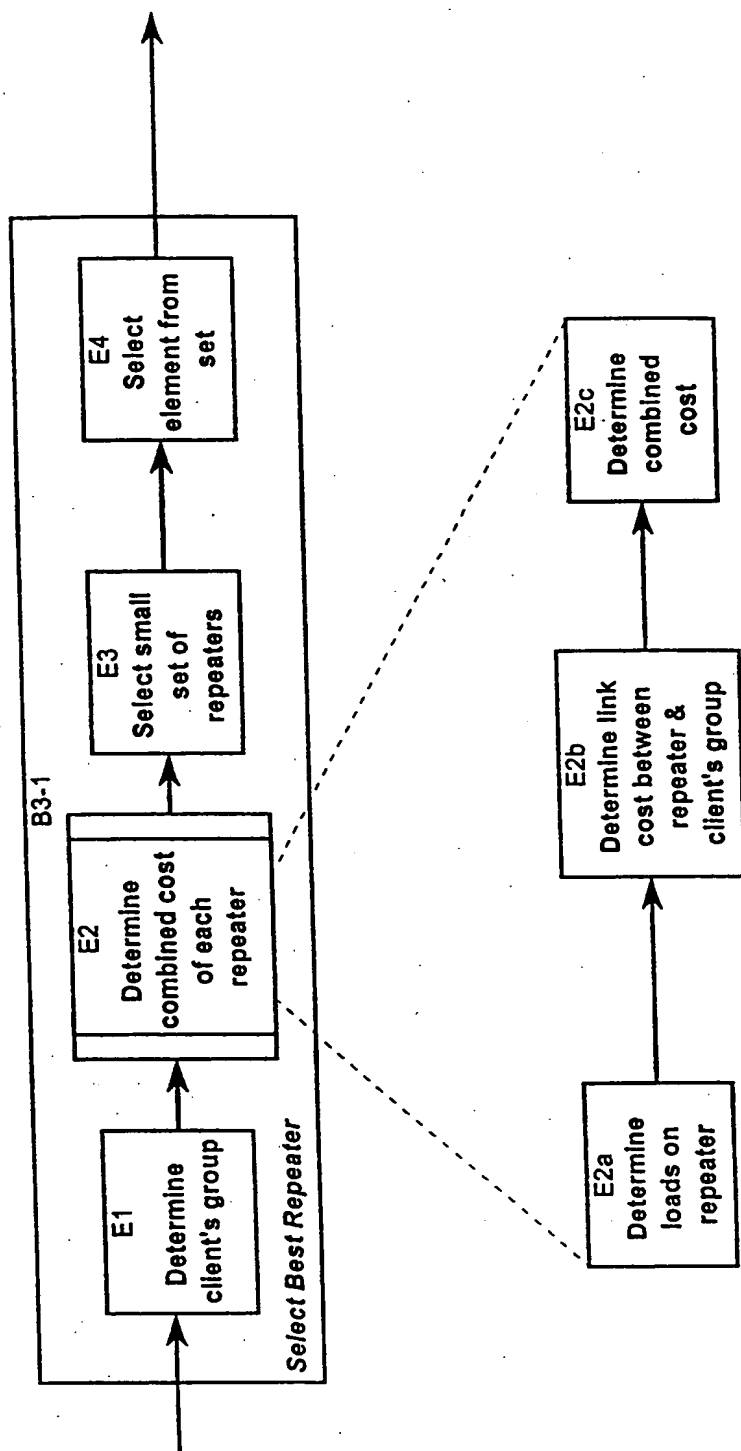 B3-1
E1
Determine
client's group
E2
Determine
combined cost
of each
repeater
E3
Select small
set of
repeaters
E4
Select
element from
set
Select Best Repeater
E2a
Determine
loads on
repeater
E2b
Determine link
cost between
repeater &
client's group
E2c
Determine
combined
cost